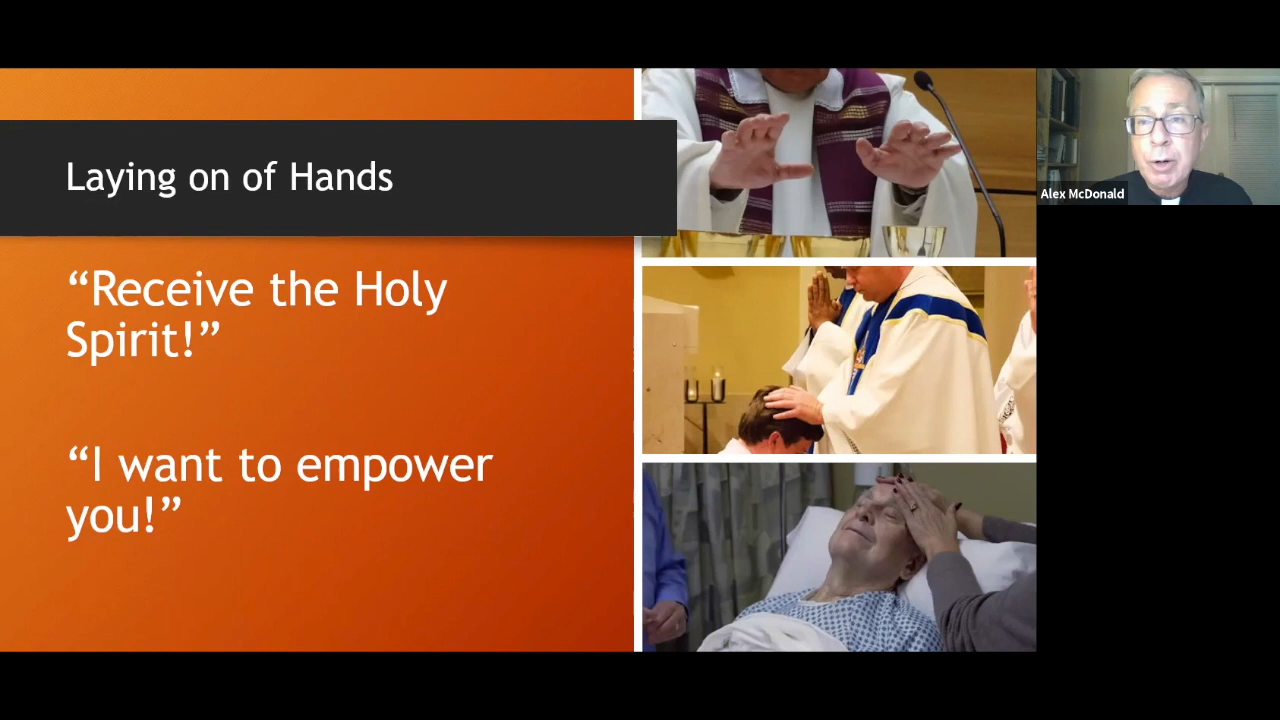 Laying on of Hands
“Receive the Holy
Spirit!”
“I want to empower
you!”
Alex McDonald